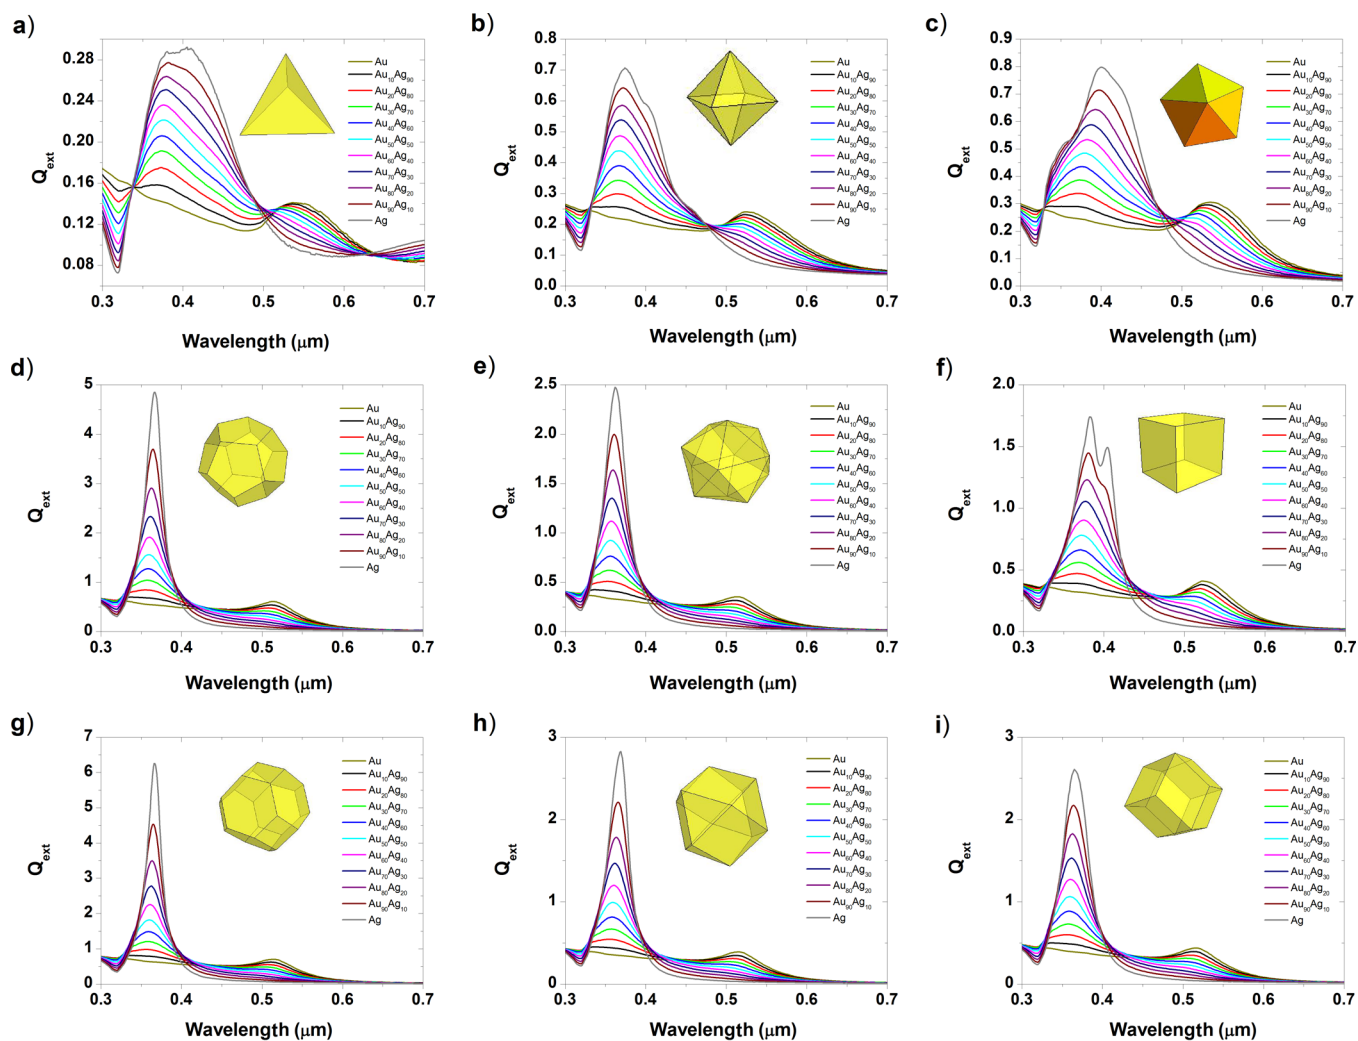 a)
Q_ext
0.28
0.24
0.20
0.16
0.12
0.08
Au
Au₁₀Ag₉₀
Au₂₀Ag₈₀
Au₃₀Ag₇₀
Au₄₀Ag₆₀
Au₅₀Ag₅₀
Au₆₀Ag₄₀
Au₇₀Ag₃₀
Au₈₀Ag₂₀
Au₉₀Ag₁₀
Ag
0.3 0.4 0.5 0.6 0.7
Wavelength (μm)
b)
Q_ext
0.8
0.7
0.6
0.5
0.4
0.3
0.2
0.1
0.0
Au
Au₁₀Ag₉₀
Au₂₀Ag₈₀
Au₃₀Ag₇₀
Au₄₀Ag₆₀
Au₅₀Ag₅₀
Au₆₀Ag₄₀
Au₇₀Ag₃₀
Au₈₀Ag₂₀
Au₉₀Ag₁₀
Ag
0.3 0.4 0.5 0.6 0.7
Wavelength (μm)
c)
Q_ext
0.9
0.8
0.7
0.6
0.5
0.4
0.3
0.2
0.1
0.0
Au
Au₁₀Ag₉₀
Au₂₀Ag₈₀
Au₃₀Ag₇₀
Au₄₀Ag₆₀
Au₅₀Ag₅₀
Au₆₀Ag₄₀
Au₇₀Ag₃₀
Au₈₀Ag₂₀
Au₉₀Ag₁₀
Ag
0.3 0.4 0.5 0.6 0.7
Wavelength (μm)
d)
Q_ext
5
4
3
2
1
0
Au
Au₁₀Ag₉₀
Au₂₀Ag₈₀
Au₃₀Ag₇₀
Au₄₀Ag₆₀
Au₅₀Ag₅₀
Au₆₀Ag₄₀
Au₇₀Ag₃₀
Au₈₀Ag₂₀
Au₉₀Ag₁₀
Ag
0.3 0.4 0.5 0.6 0.7
Wavelength (μm)
e)
Q_ext
2.5
2.0
1.5
1.0
0.5
0.0
Au
Au₁₀Ag₉₀
Au₂₀Ag₈₀
Au₃₀Ag₇₀
Au₄₀Ag₆₀
Au₅₀Ag₅₀
Au₆₀Ag₄₀
Au₇₀Ag₃₀
Au₈₀Ag₂₀
Au₉₀Ag₁₀
Ag
0.3 0.4 0.5 0.6 0.7
Wavelength (μm)
f)
Q_ext
2.0
1.5
1.0
0.5
0.0
Au
Au₁₀Ag₉₀
Au₂₀Ag₈₀
Au₃₀Ag₇₀
Au₄₀Ag₆₀
Au₅₀Ag₅₀
Au₆₀Ag₄₀
Au₇₀Ag₃₀
Au₈₀Ag₂₀
Au₉₀Ag₁₀
Ag
0.3 0.4 0.5 0.6 0.7
Wavelength (μm)
g)
Q_ext
7
6
5
4
3
2
1
0
Au
Au₁₀Ag₉₀
Au₂₀Ag₈₀
Au₃₀Ag₇₀
Au₄₀Ag₆₀
Au₅₀Ag₅₀
Au₆₀Ag₄₀
Au₇₀Ag₃₀
Au₈₀Ag₂₀
Au₉₀Ag₁₀
Ag
0.3 0.4 0.5 0.6 0.7
Wavelength (μm)
h)
Q_ext
3
2
1
0
Au
Au₁₀Ag₉₀
Au₂₀Ag₈₀
Au₃₀Ag₇₀
Au₄₀Ag₆₀
Au₅₀Ag₅₀
Au₆₀Ag₄₀
Au₇₀Ag₃₀
Au₈₀Ag₂₀
Au₉₀Ag₁₀
Ag
0.3 0.4 0.5 0.6 0.7
Wavelength (μm)
i)
Q_ext
3
2
1
0
Au
Au₁₀Ag₉₀
Au₂₀Ag₈₀
Au₃₀Ag₇₀
Au₄₀Ag₆₀
Au₅₀Ag₅₀
Au₆₀Ag₄₀
Au₇₀Ag₃₀
Au₈₀Ag₂₀
Au₉₀Ag₁₀
Ag
0.3 0.4 0.5 0.6 0.7
Wavelength (μm)